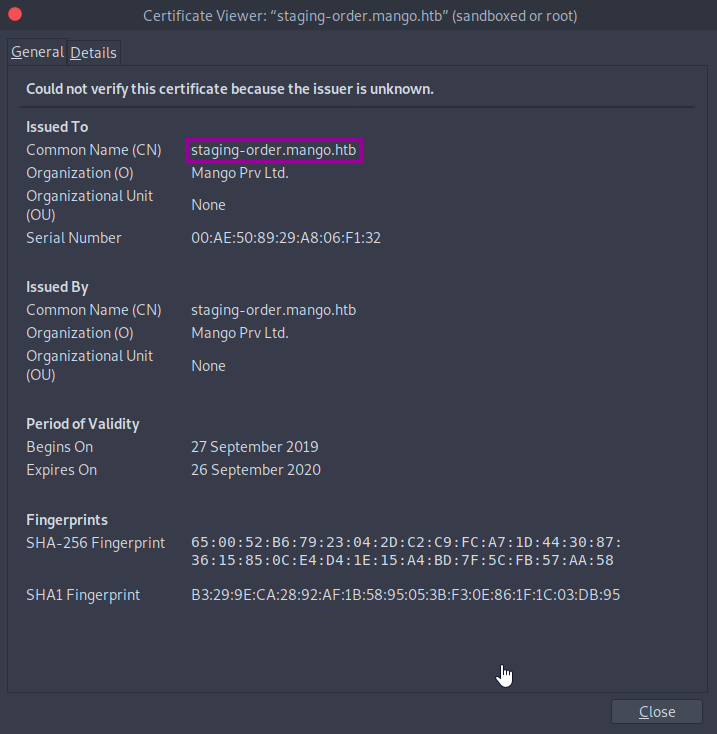 Certificate Viewer: “staging-order.mango.htb” (sandboxed or root)
General Details
Could not verify this certificate because the issuer is unknown.
Issued To
Common Name (CN) staging-order.mango.htb
Organization (O) Mango Prv Ltd.
Organizational Unit
(OU) None
Serial Number 00:AE:50:89:29:A8:06:F1:32
Issued By
Common Name (CN) staging-order.mango.htb
Organization (O) Mango Prv Ltd.
Organizational Unit
(OU) None
Period of Validity
Begins On 27 September 2019
Expires On 26 September 2020
Fingerprints
SHA-256 Fingerprint 65:00:52:B6:79:23:04:2D:C2:C9:FC:A7:1D:44:30:87:
36:15:85:0C:E4:D4:1E:15:A4:BD:7F:5C:FB:57:AA:58
SHA1 Fingerprint B3:29:9E:CA:28:92:AF:1B:58:95:05:3B:F3:0E:86:1F:1C:03:DB:95
Close